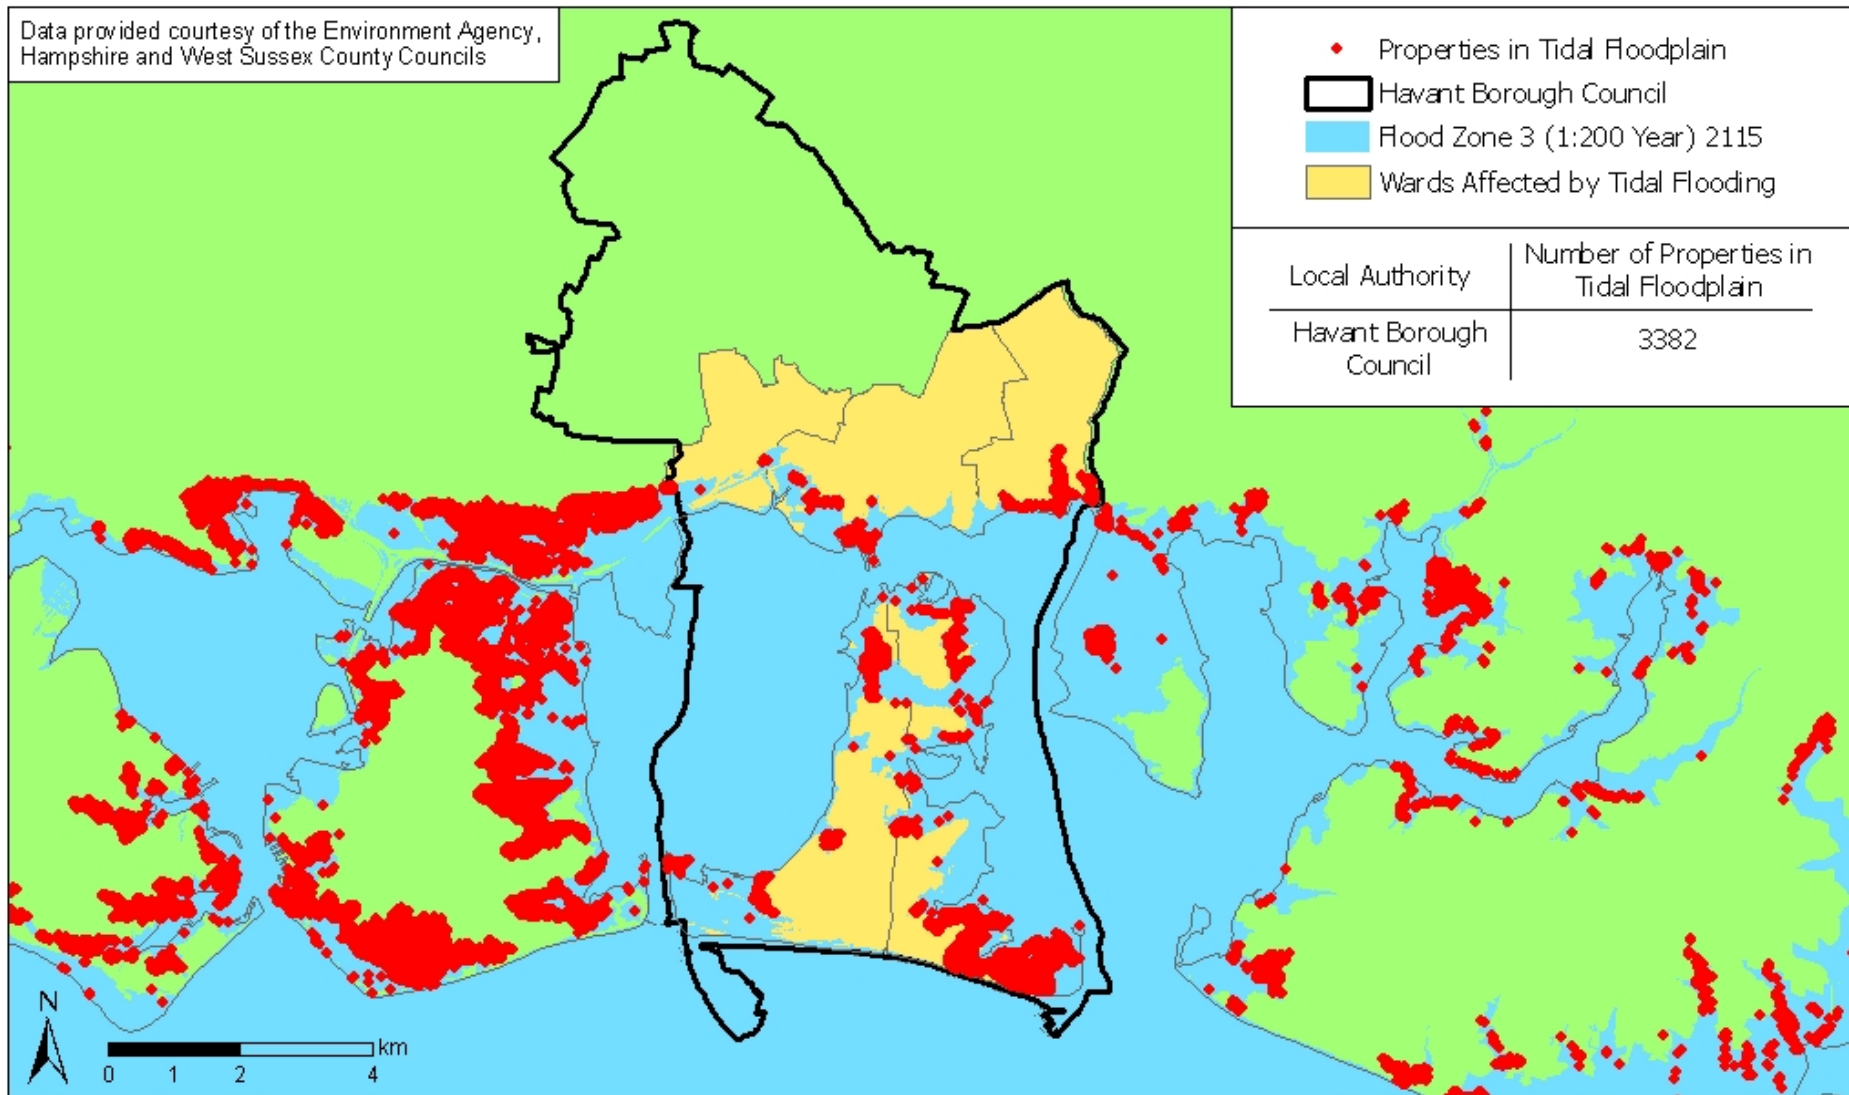 Data provided courtesy of the Environment Agency,
Hampshire and West Sussex County Councils
Properties in Tidal Floodplain
Havant Borough Council
Flood Zone 3 (1:200 Year) 2115
Wards Affected by Tidal Flooding
Local Authority
Number of Properties in
Tidal Floodplain
Havant Borough
Council
3382
N
km
0 1 2 4